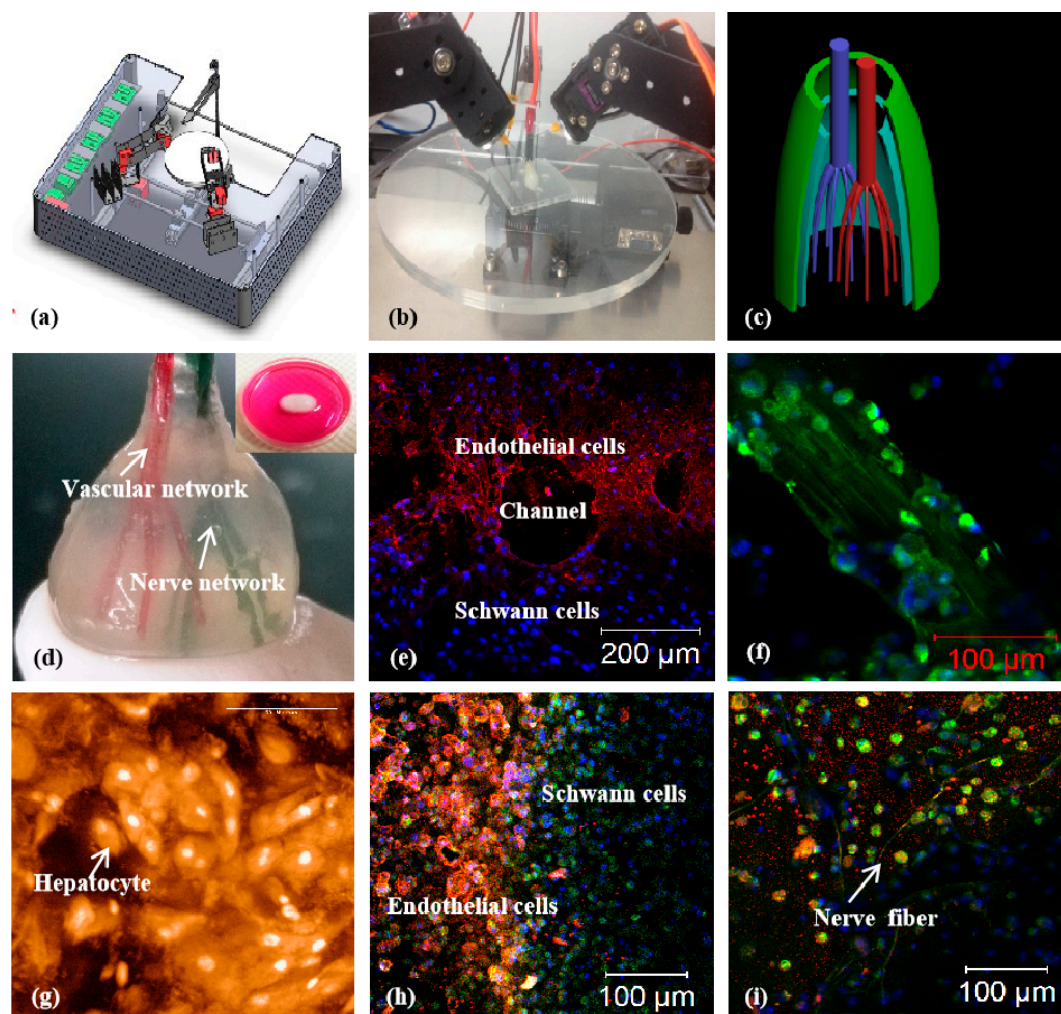 (a)
(b)
(c)
Vascular network
Nerve network
(d)
Endothelial cells
Channel
Schwann cells
200 µm
(e)
100 µm
(f)
Hepatocyte
(g)
Schwann cells
Endothelial cells
100 µm
(h)
Nerve fiber
100 µm
(i)